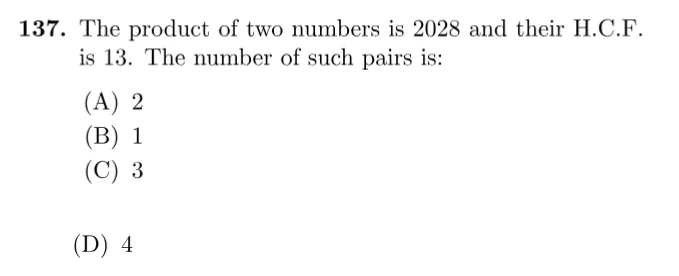 137. The product of two numbers is 2028 and their H.C.F.
is 13. The number of such pairs is:
(A) 2
(B) 1
(C) 3
(D) 4